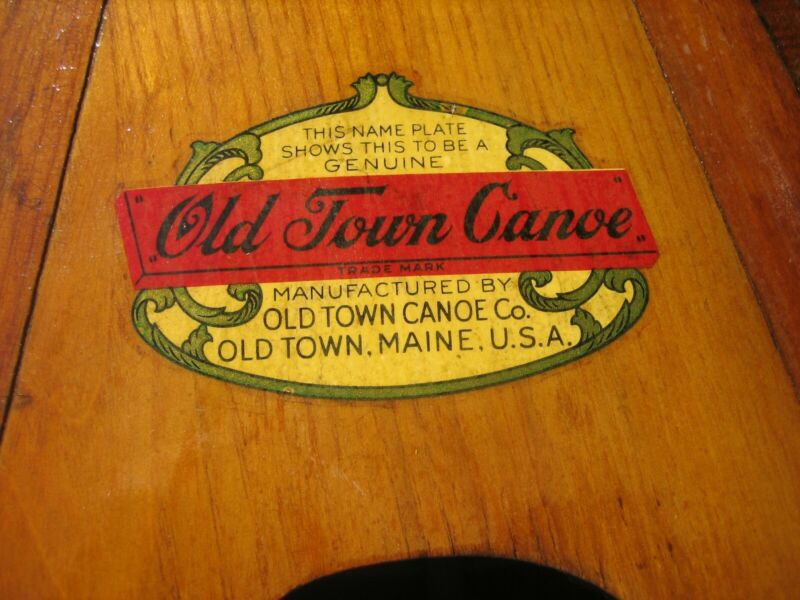 THIS NAME PLATE
SHOWS THIS TO BE A
GENUINE
"Old Town Canoe"
TRADE MARK
MANUFACTURED BY
OLD TOWN CANOE Co.
OLD TOWN, MAINE, U.S.A.